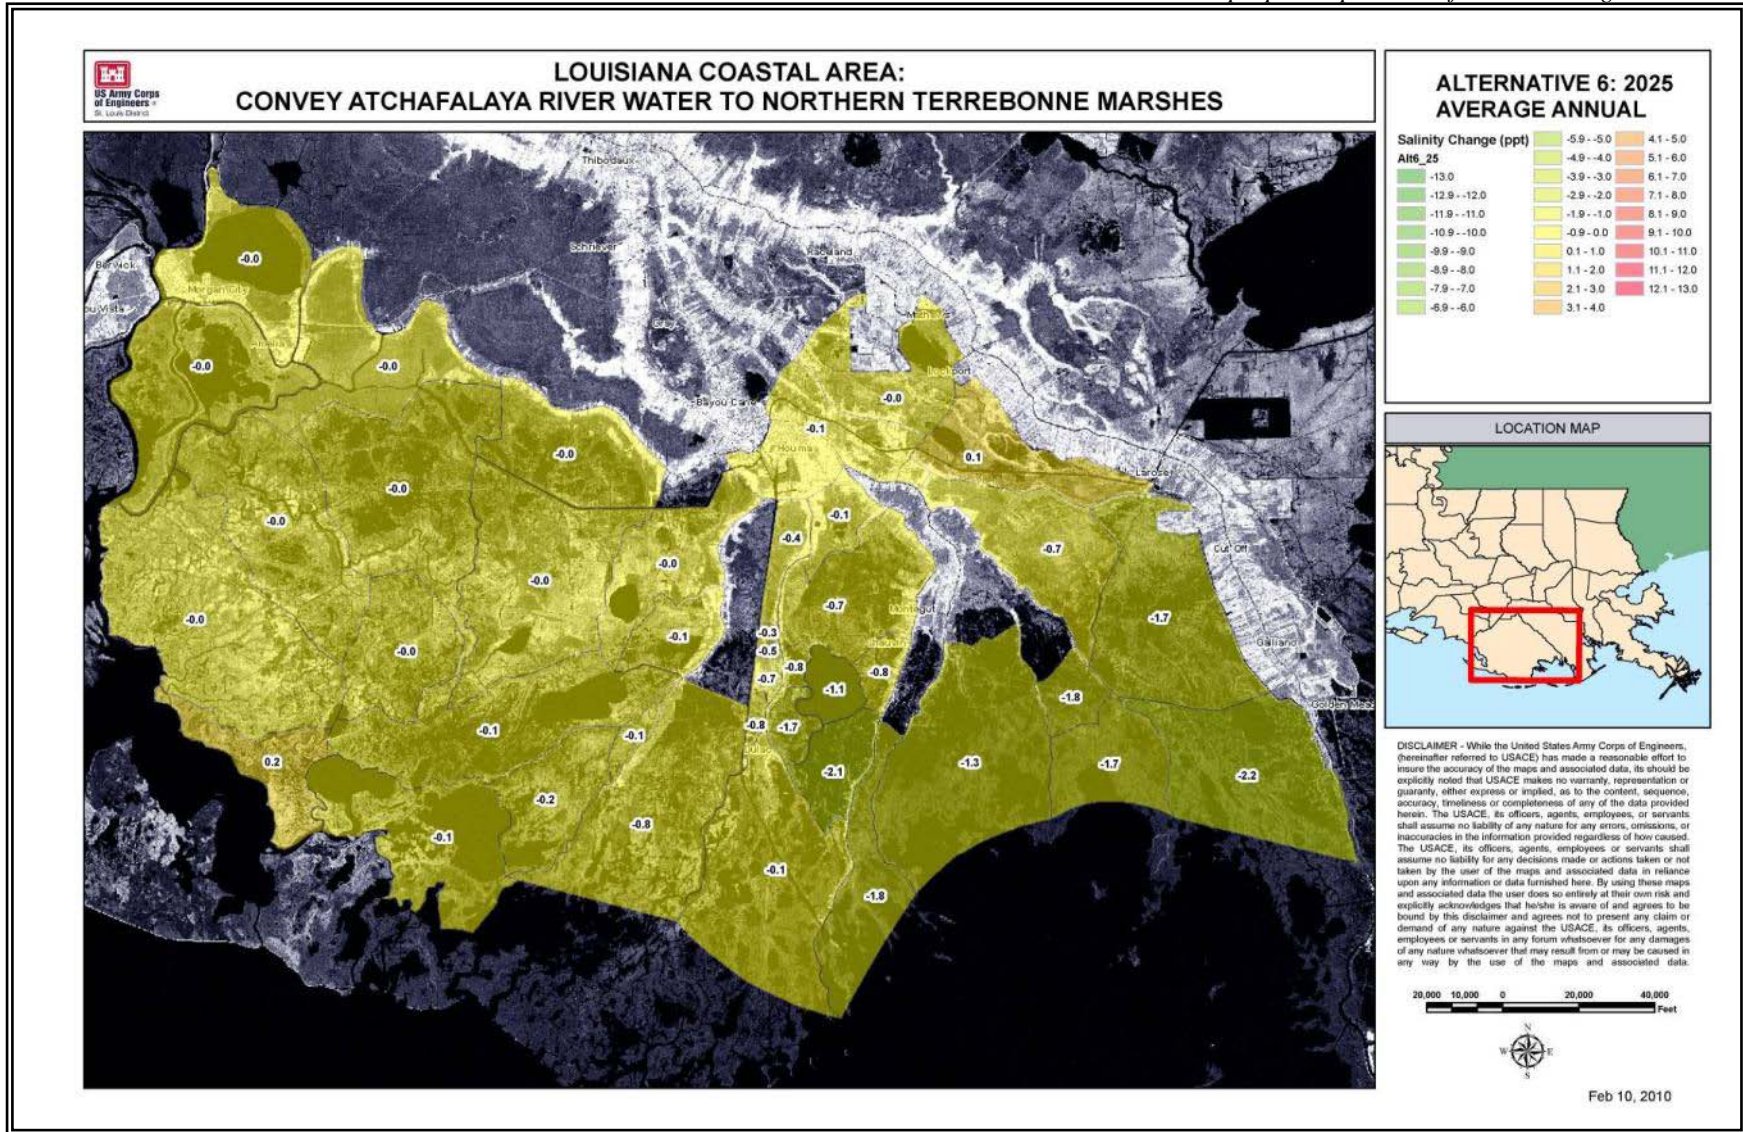 LOUISIANA COASTAL AREA:
CONVEY ATCHAFALAYA RIVER WATER TO NORTHERN TERREBONNE MARSHES
US Army Corps
of Engineers
St. Louis District
ALTERNATIVE 6: 2025
AVERAGE ANNUAL
Salinity Change (ppt)
Alt6_25
-13.0
-12.9 - -12.0
-11.9 - -11.0
-10.9 - -10.0
-9.9 - -9.0
-8.9 - -8.0
-7.9 - -7.0
-6.9 - -6.0
-5.9 - -5.0
-4.9 - -4.0
-3.9 - -3.0
-2.9 - -2.0
-1.9 - -1.0
-0.9 - 0.0
0.1 - 1.0
1.1 - 2.0
2.1 - 3.0
3.1 - 4.0
4.1 - 5.0
5.1 - 6.0
6.1 - 7.0
7.1 - 8.0
8.1 - 9.0
9.1 - 10.0
10.1 - 11.0
11.1 - 12.0
12.1 - 13.0
Thibodaux
Schriever
Raceland
Berwick
-0.0
Morgan City
ou Vista
Gray
Mathews
Amelia
-0.0
-0.0
Lockport
Bayou Cane
-0.0
-0.1
Houma
-0.0
0.1
Larose
-0.0
-0.0
-0.1
-0.4
-0.7
Cut Off
-0.0
-0.0
-0.7
Montegut
-1.7
-0.0
-0.1
-0.3
Chauvin
Galliano
-0.0
-0.5
-0.8
-0.8
-0.7
-1.1
-1.8
Golden Mead
-0.1
-0.1
-0.8
-1.7
Dulac
0.2
-2.1
-1.3
-1.7
-2.2
-0.2
-0.1
-0.8
-0.1
-1.8
LOCATION MAP
DISCLAIMER - While the United States Army Corps of Engineers,
(hereinafter referred to USACE) has made a reasonable effort to
insure the accuracy of the maps and associated data, its should be
explicitly noted that USACE makes no warranty, representation or
guaranty, either express or implied, as to the content, sequence,
accuracy, timeliness or completeness of any of the data provided
herein. The USACE, its officers, agents, employees, or servants
shall assume no liability of any nature for any errors, omissions, or
inaccuracies in the information provided regardless of how caused.
The USACE, its officers, agents, employees or servants shall
assume no liability for any decisions made or actions taken or not
taken by the user of the maps and associated data in reliance
upon any information or data furnished here. By using these maps
and associated data the user does so entirely at their own risk and
explicitly acknowledges that he/she is aware of and agrees to be
bound by this disclaimer and agrees not to present any claim or
demand of any nature against the USACE, its officers, agents,
employees or servants in any forum whatsoever for any damages
of any nature whatsoever that may result from or may be caused in
any way by the use of the maps and associated data.
20,000 10,000 0 20,000 40,000
Feet
N
W E
S
Feb 10, 2010